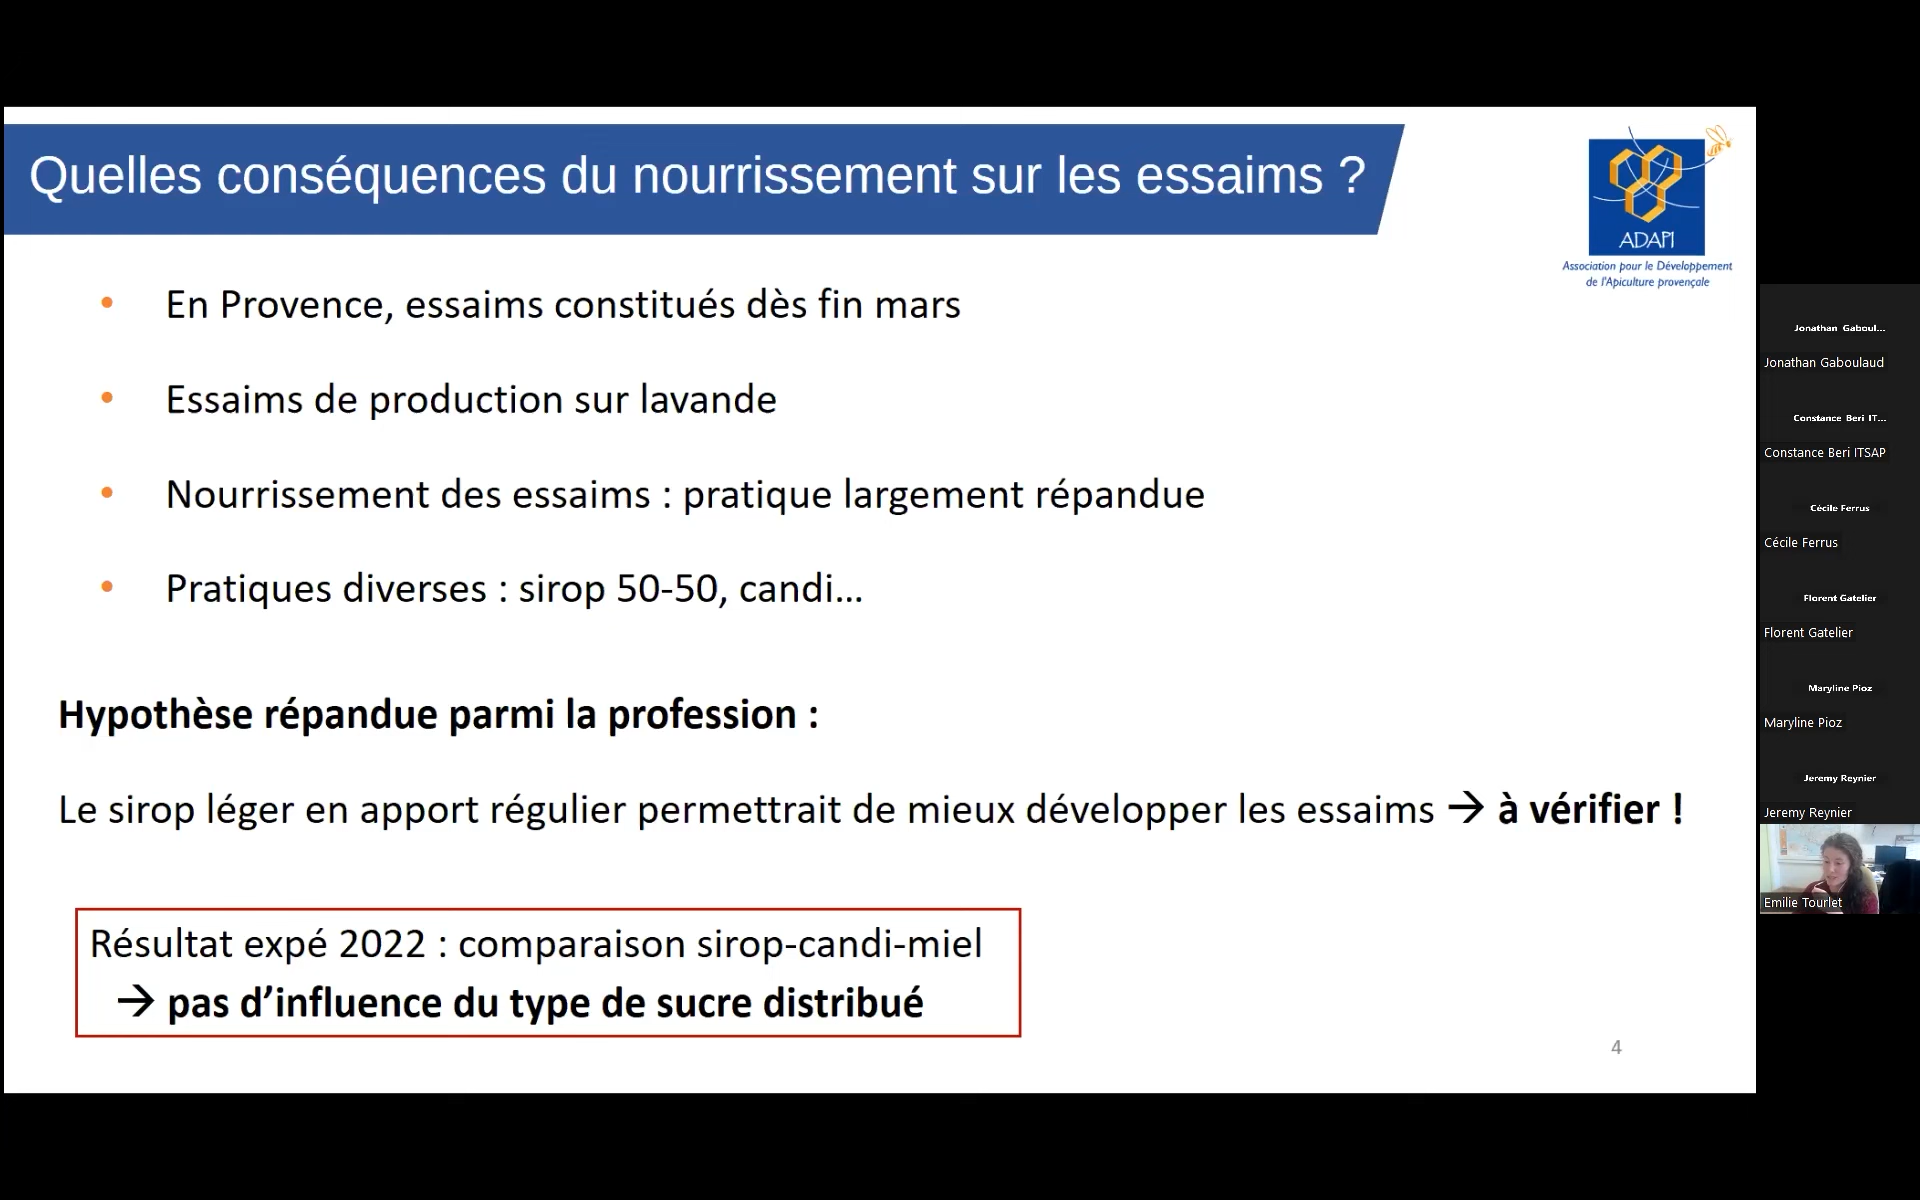 Quelles conséquences du nourrissement sur les essaims ?
ADAPI
Association pour le Développement
de l'Apiculture provençale
• En Provence, essaims constitués dès fin mars
• Essaims de production sur lavande
• Nourrissement des essaims : pratique largement répandue
• Pratiques diverses : sirop 50-50, candi...
Hypothèse répandue parmi la profession :
Le sirop léger en apport régulier permettrait de mieux développer les essaims → à vérifier !
Résultat expé 2022 : comparaison sirop-candi-miel
→ pas d’influence du type de sucre distribué
4
Jonathan Gaboul...
Jonathan Gaboulaud
Constance Beri IT...
Constance Beri ITSAP
Cécile Ferrus
Cécile Ferrus
Florent Gatelier
Florent Gatelier
Maryline Pioz
Maryline Pioz
Jeremy Reynier
Jeremy Reynier
Emilie Tourlet